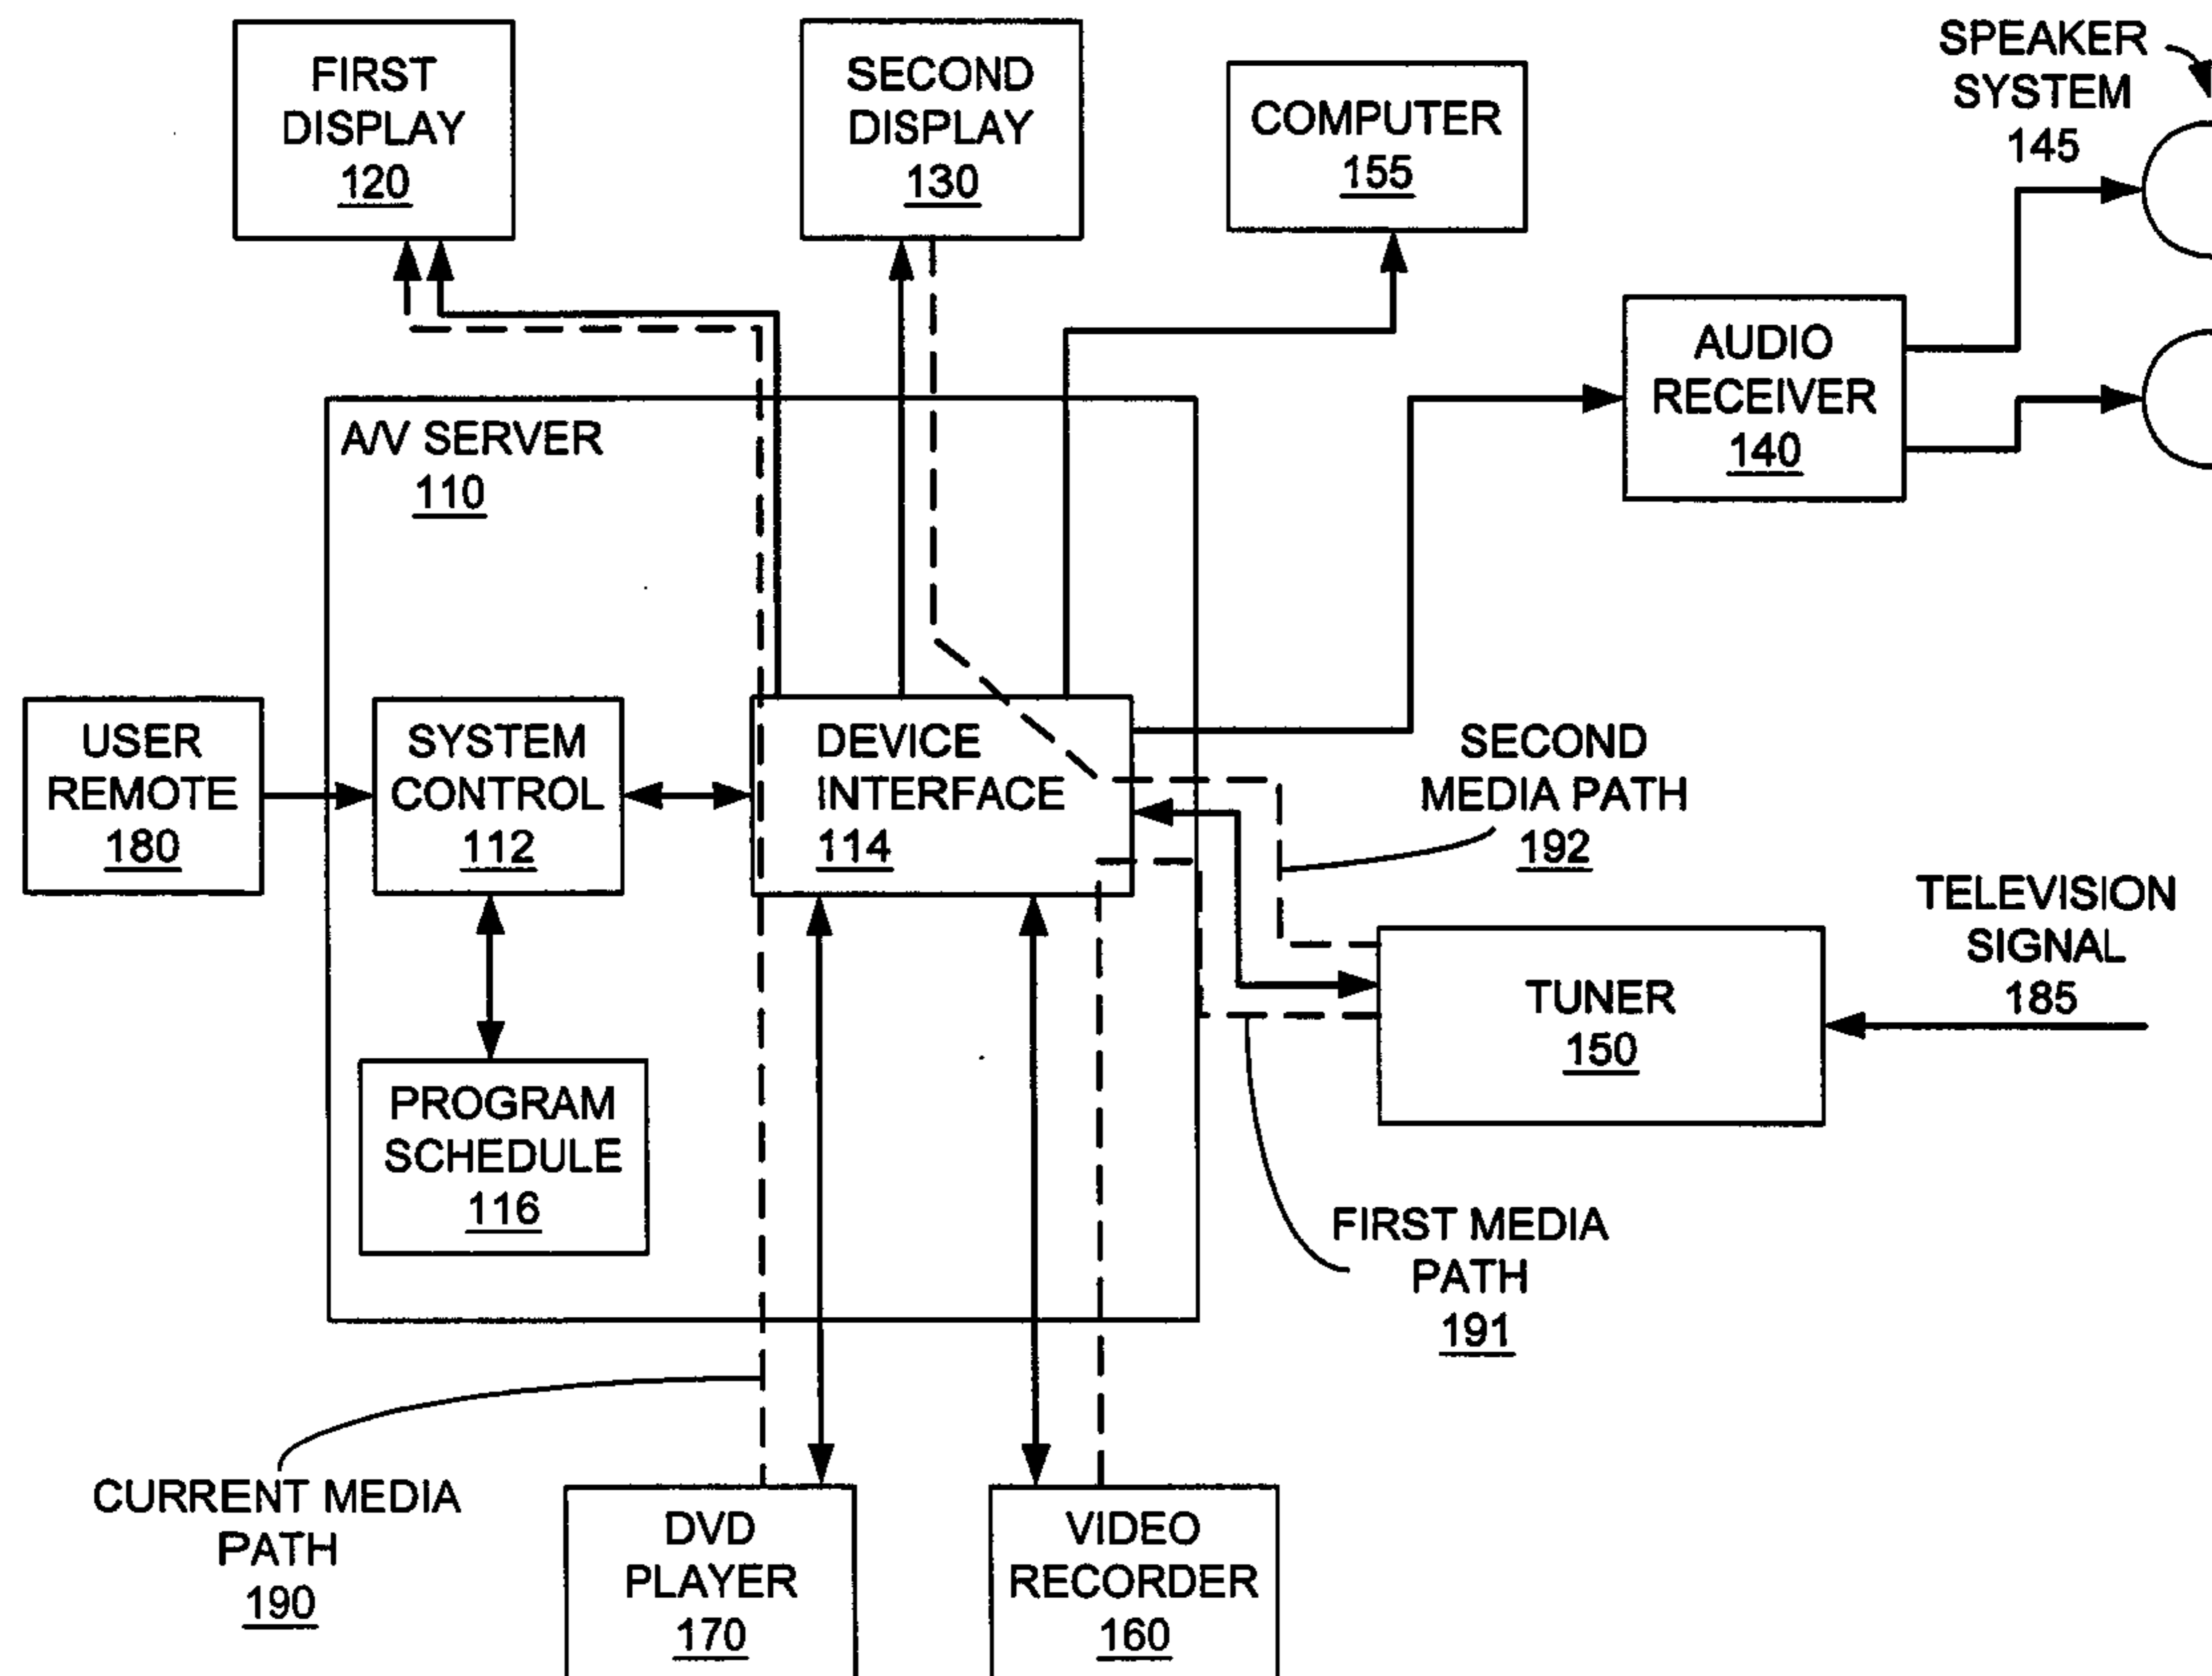 FIRST
DISPLAY
120
SECOND
DISPLAY
130
COMPUTER
155
SPEAKER
SYSTEM
145
AUDIO
RECEIVER
140
A/V SERVER
110
USER
REMOTE
180
SYSTEM
CONTROL
112
DEVICE
INTERFACE
114
SECOND
MEDIA PATH
192
TELEVISION
SIGNAL
185
TUNER
150
PROGRAM
SCHEDULE
116
FIRST MEDIA
PATH
191
CURRENT MEDIA
PATH
190
DVD
PLAYER
170
VIDEO
RECORDER
160